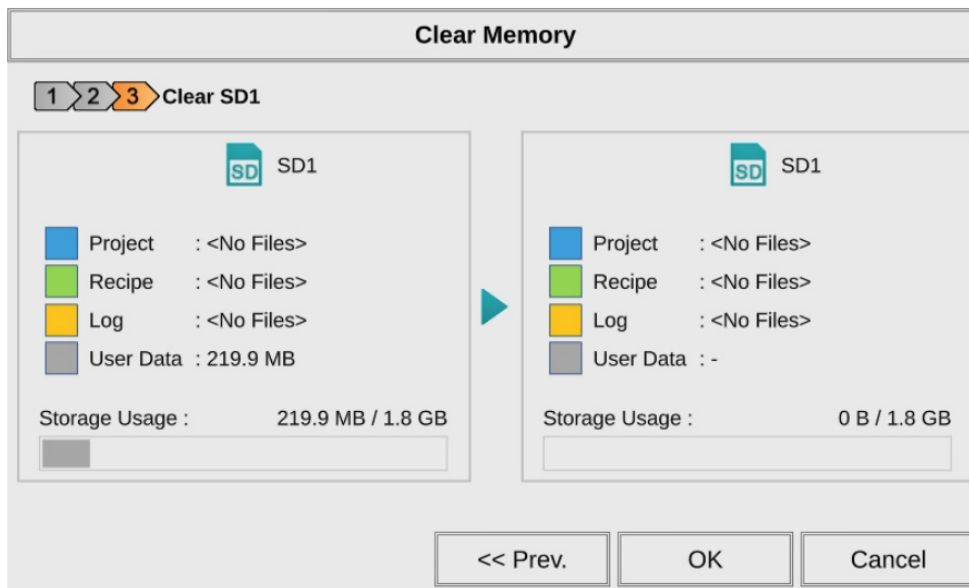 Clear Memory
1 2 3 Clear SD1
SD SD1
Project : <No Files>
Recipe : <No Files>
Log : <No Files>
User Data : 219.9 MB
Storage Usage : 219.9 MB / 1.8 GB
SD SD1
Project : <No Files>
Recipe : <No Files>
Log : <No Files>
User Data : -
Storage Usage : 0 B / 1.8 GB
<< Prev. OK Cancel